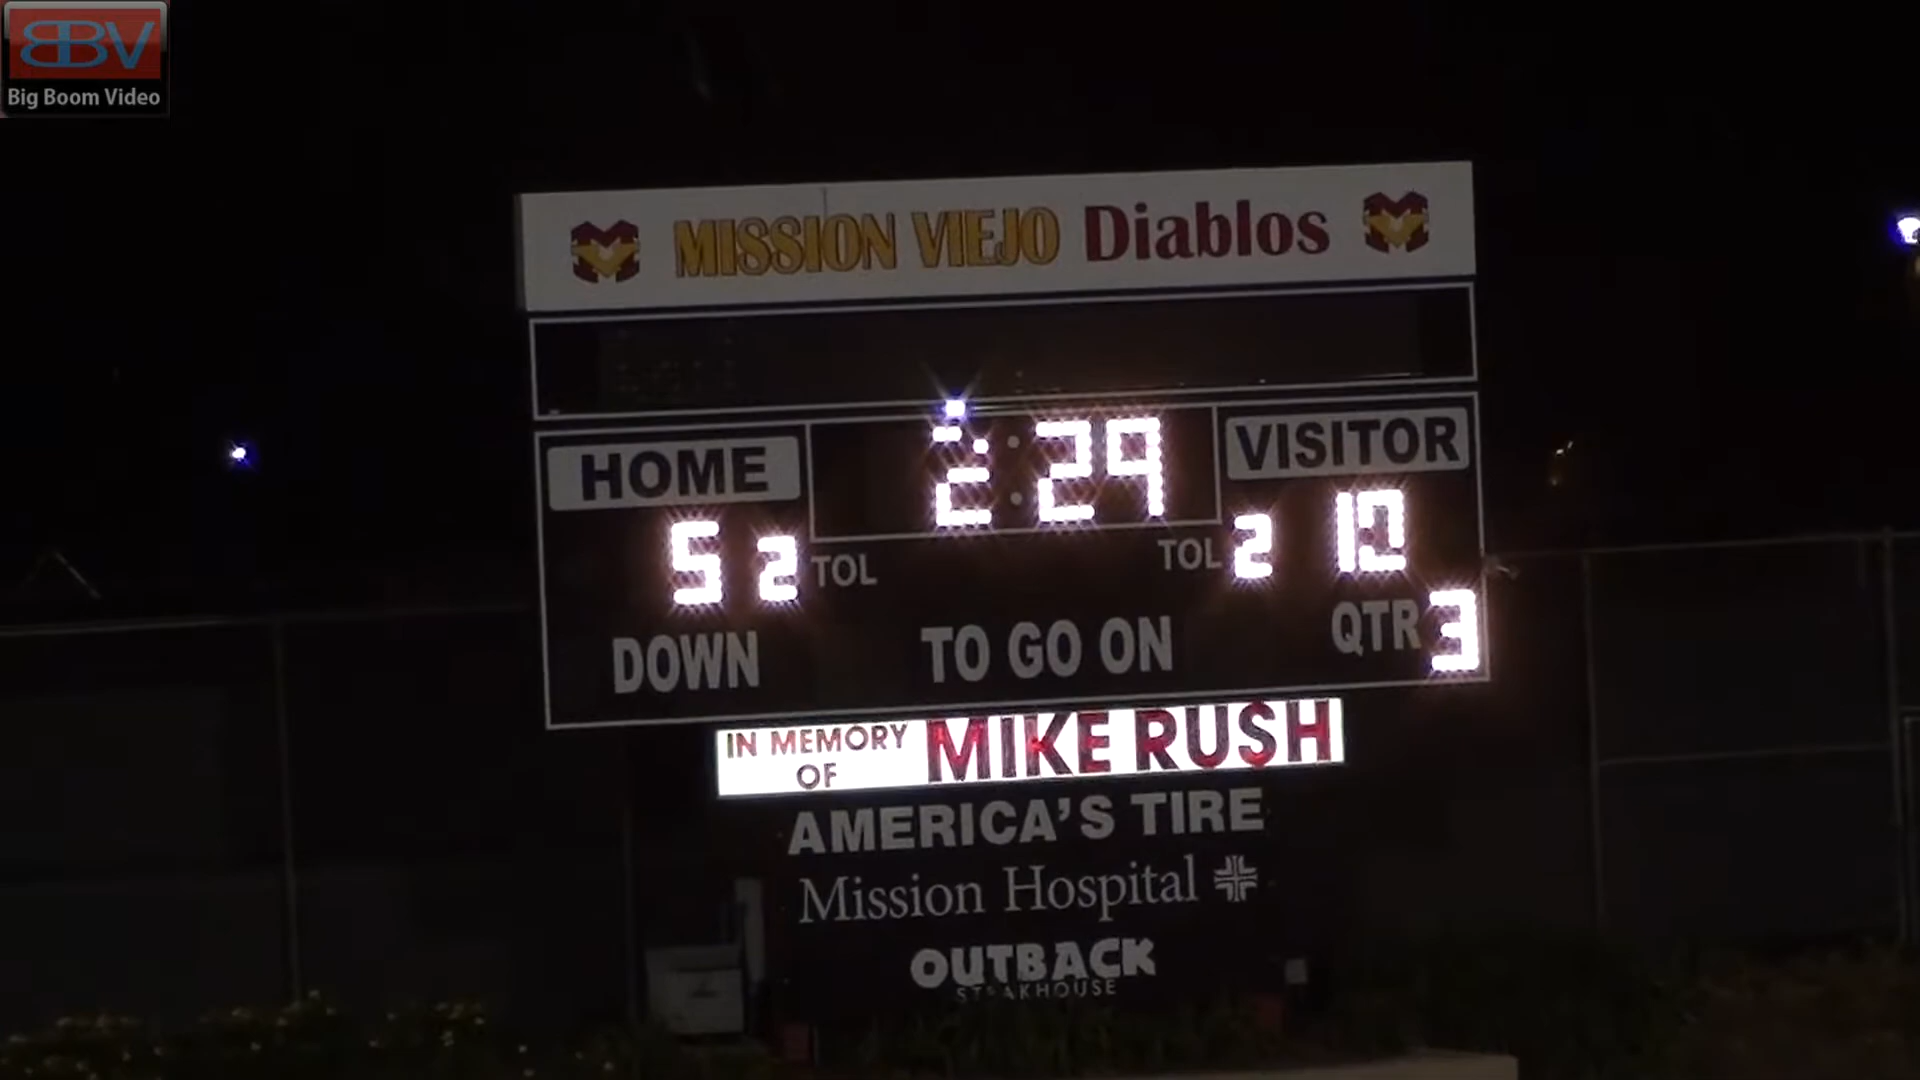 BBV
Big Boom Video
MISSION VIEJO Diablos
HOME 2:29 VISITOR
5 2 TOL TOL 2 10
DOWN TO GO ON QTR 3
IN MEMORY OF MIKE RUSH
AMERICA'S TIRE
Mission Hospital
OUTBACK
STEAKHOUSE